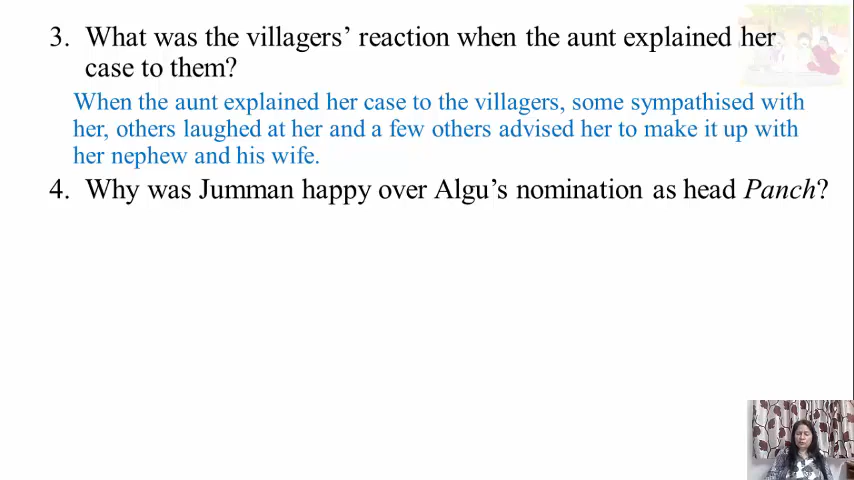 3. What was the villagers’ reaction when the aunt explained her
case to them?
When the aunt explained her case to the villagers, some sympathised with
her, others laughed at her and a few others advised her to make it up with
her nephew and his wife.
4. Why was Jumman happy over Algu’s nomination as head Panch?